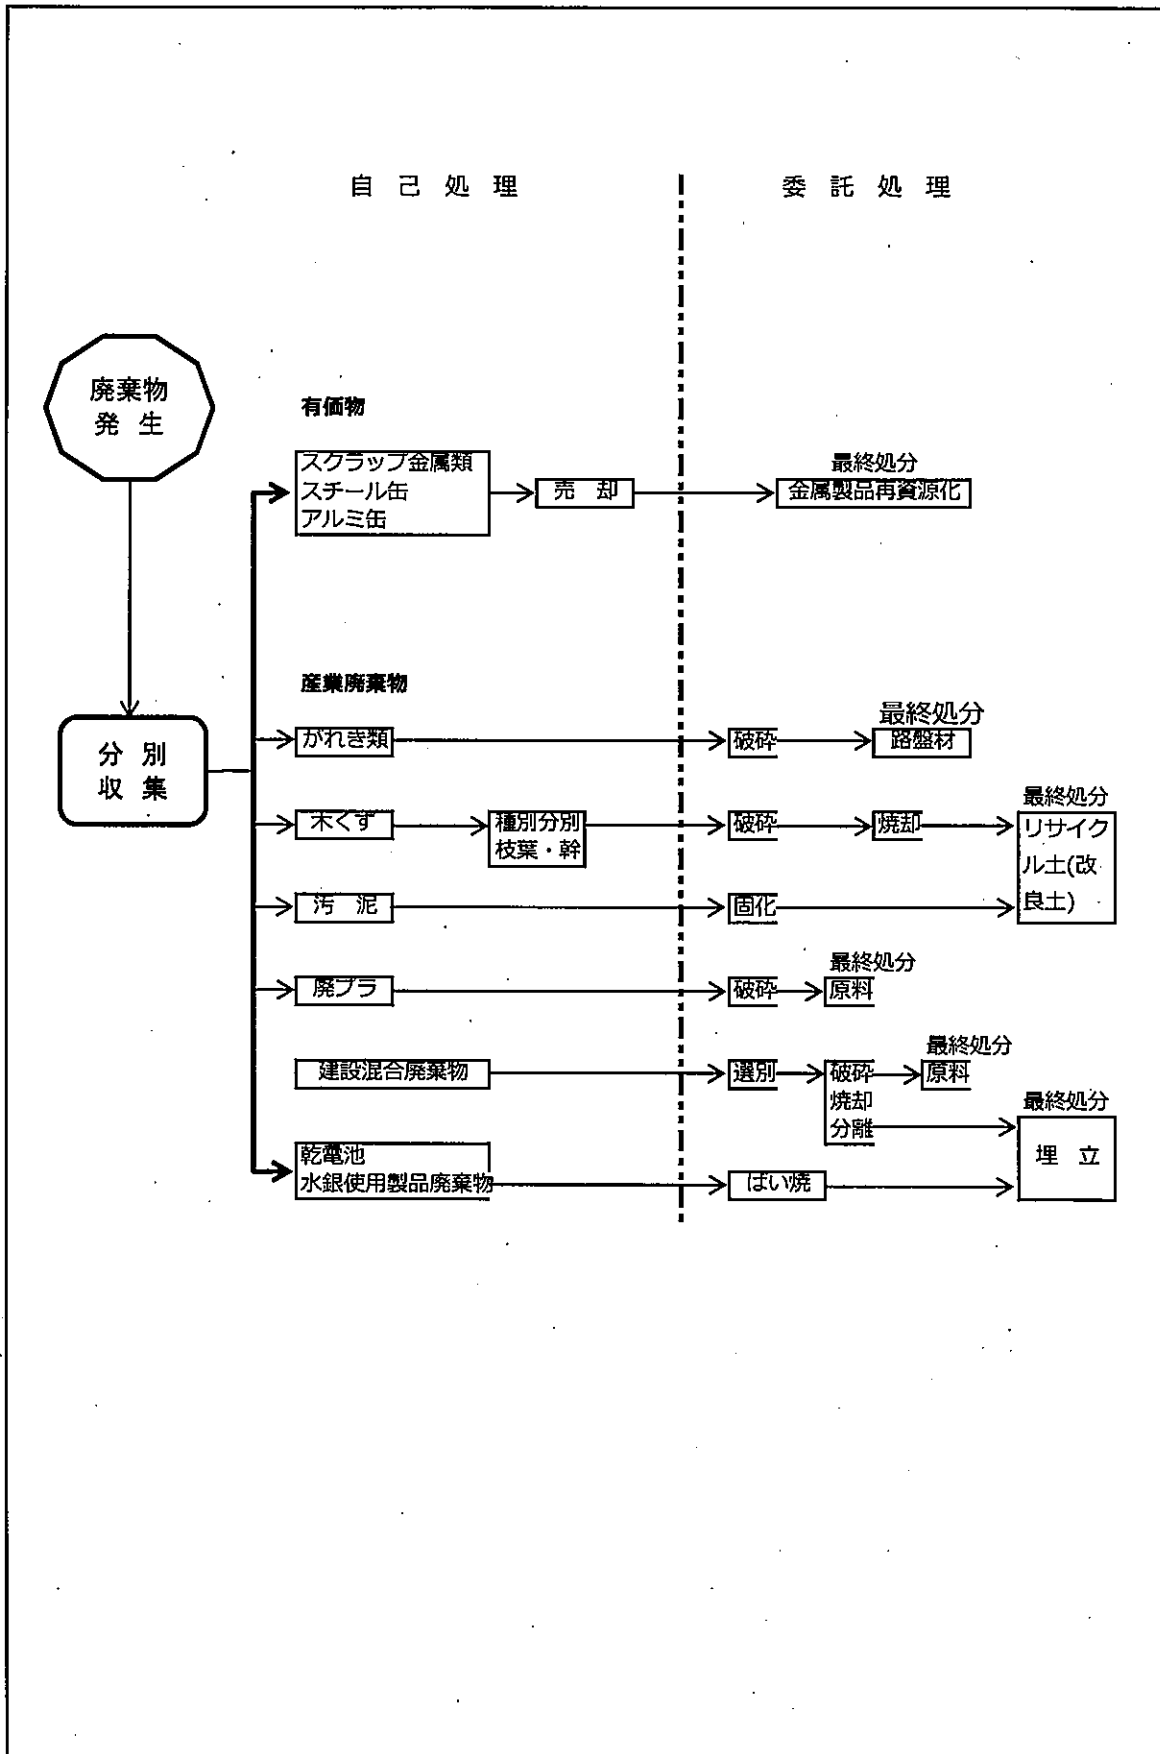 自己処理
委託処理
廃棄物
発生
有価物
スクラップ金属類
スチール缶
アルミ缶
売却
最終処分
金属製品再資源化
産業廃棄物
分別
収集
がれき類
破砕
最終処分
路盤材
木くず
種別分別
枝葉・幹
破砕
焼却
最終処分
リサイク
ル土(改
良土)
汚泥
固化
廃プラ
破砕
最終処分
原料
建設混合廃棄物
選別
破砕
焼却
分離
最終処分
原料
最終処分
埋立
乾電池
水銀使用製品廃棄物
ばい焼